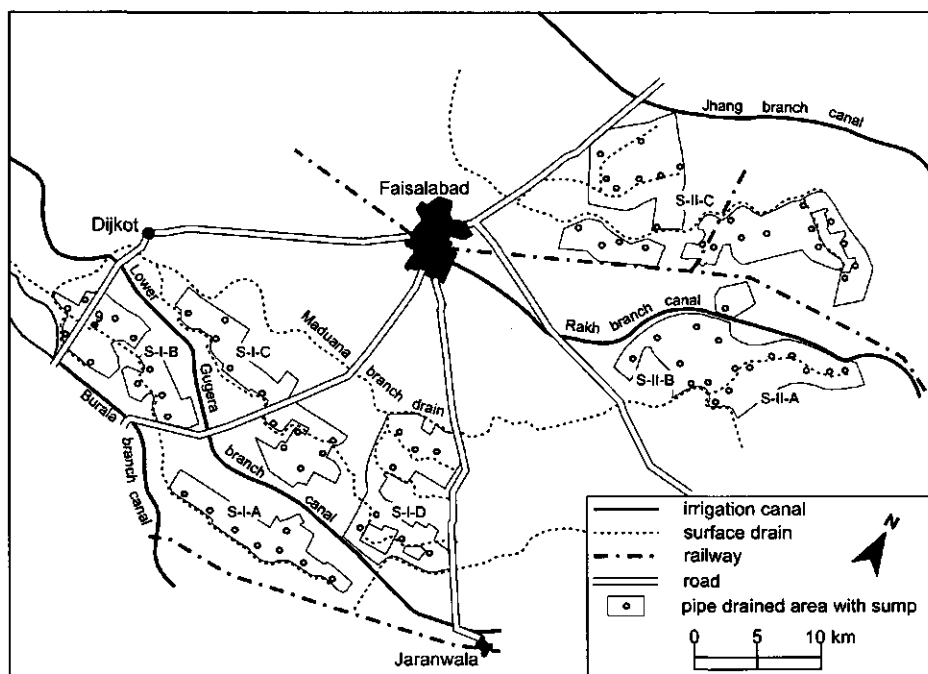 Jhang branch canal
Faisalabad
S-II-C
Dijkot
Lower
Gugera
branch
canal
Maduana
branch
drain
Rakh branch canal
S-I-B
S-I-C
S-II-B
S-II-A
Burala
branch canal
S-I-A
S-I-D
Jaranwala
irrigation canal
surface drain
railway
road
pipe drained area with sump
N
0 5 10 km